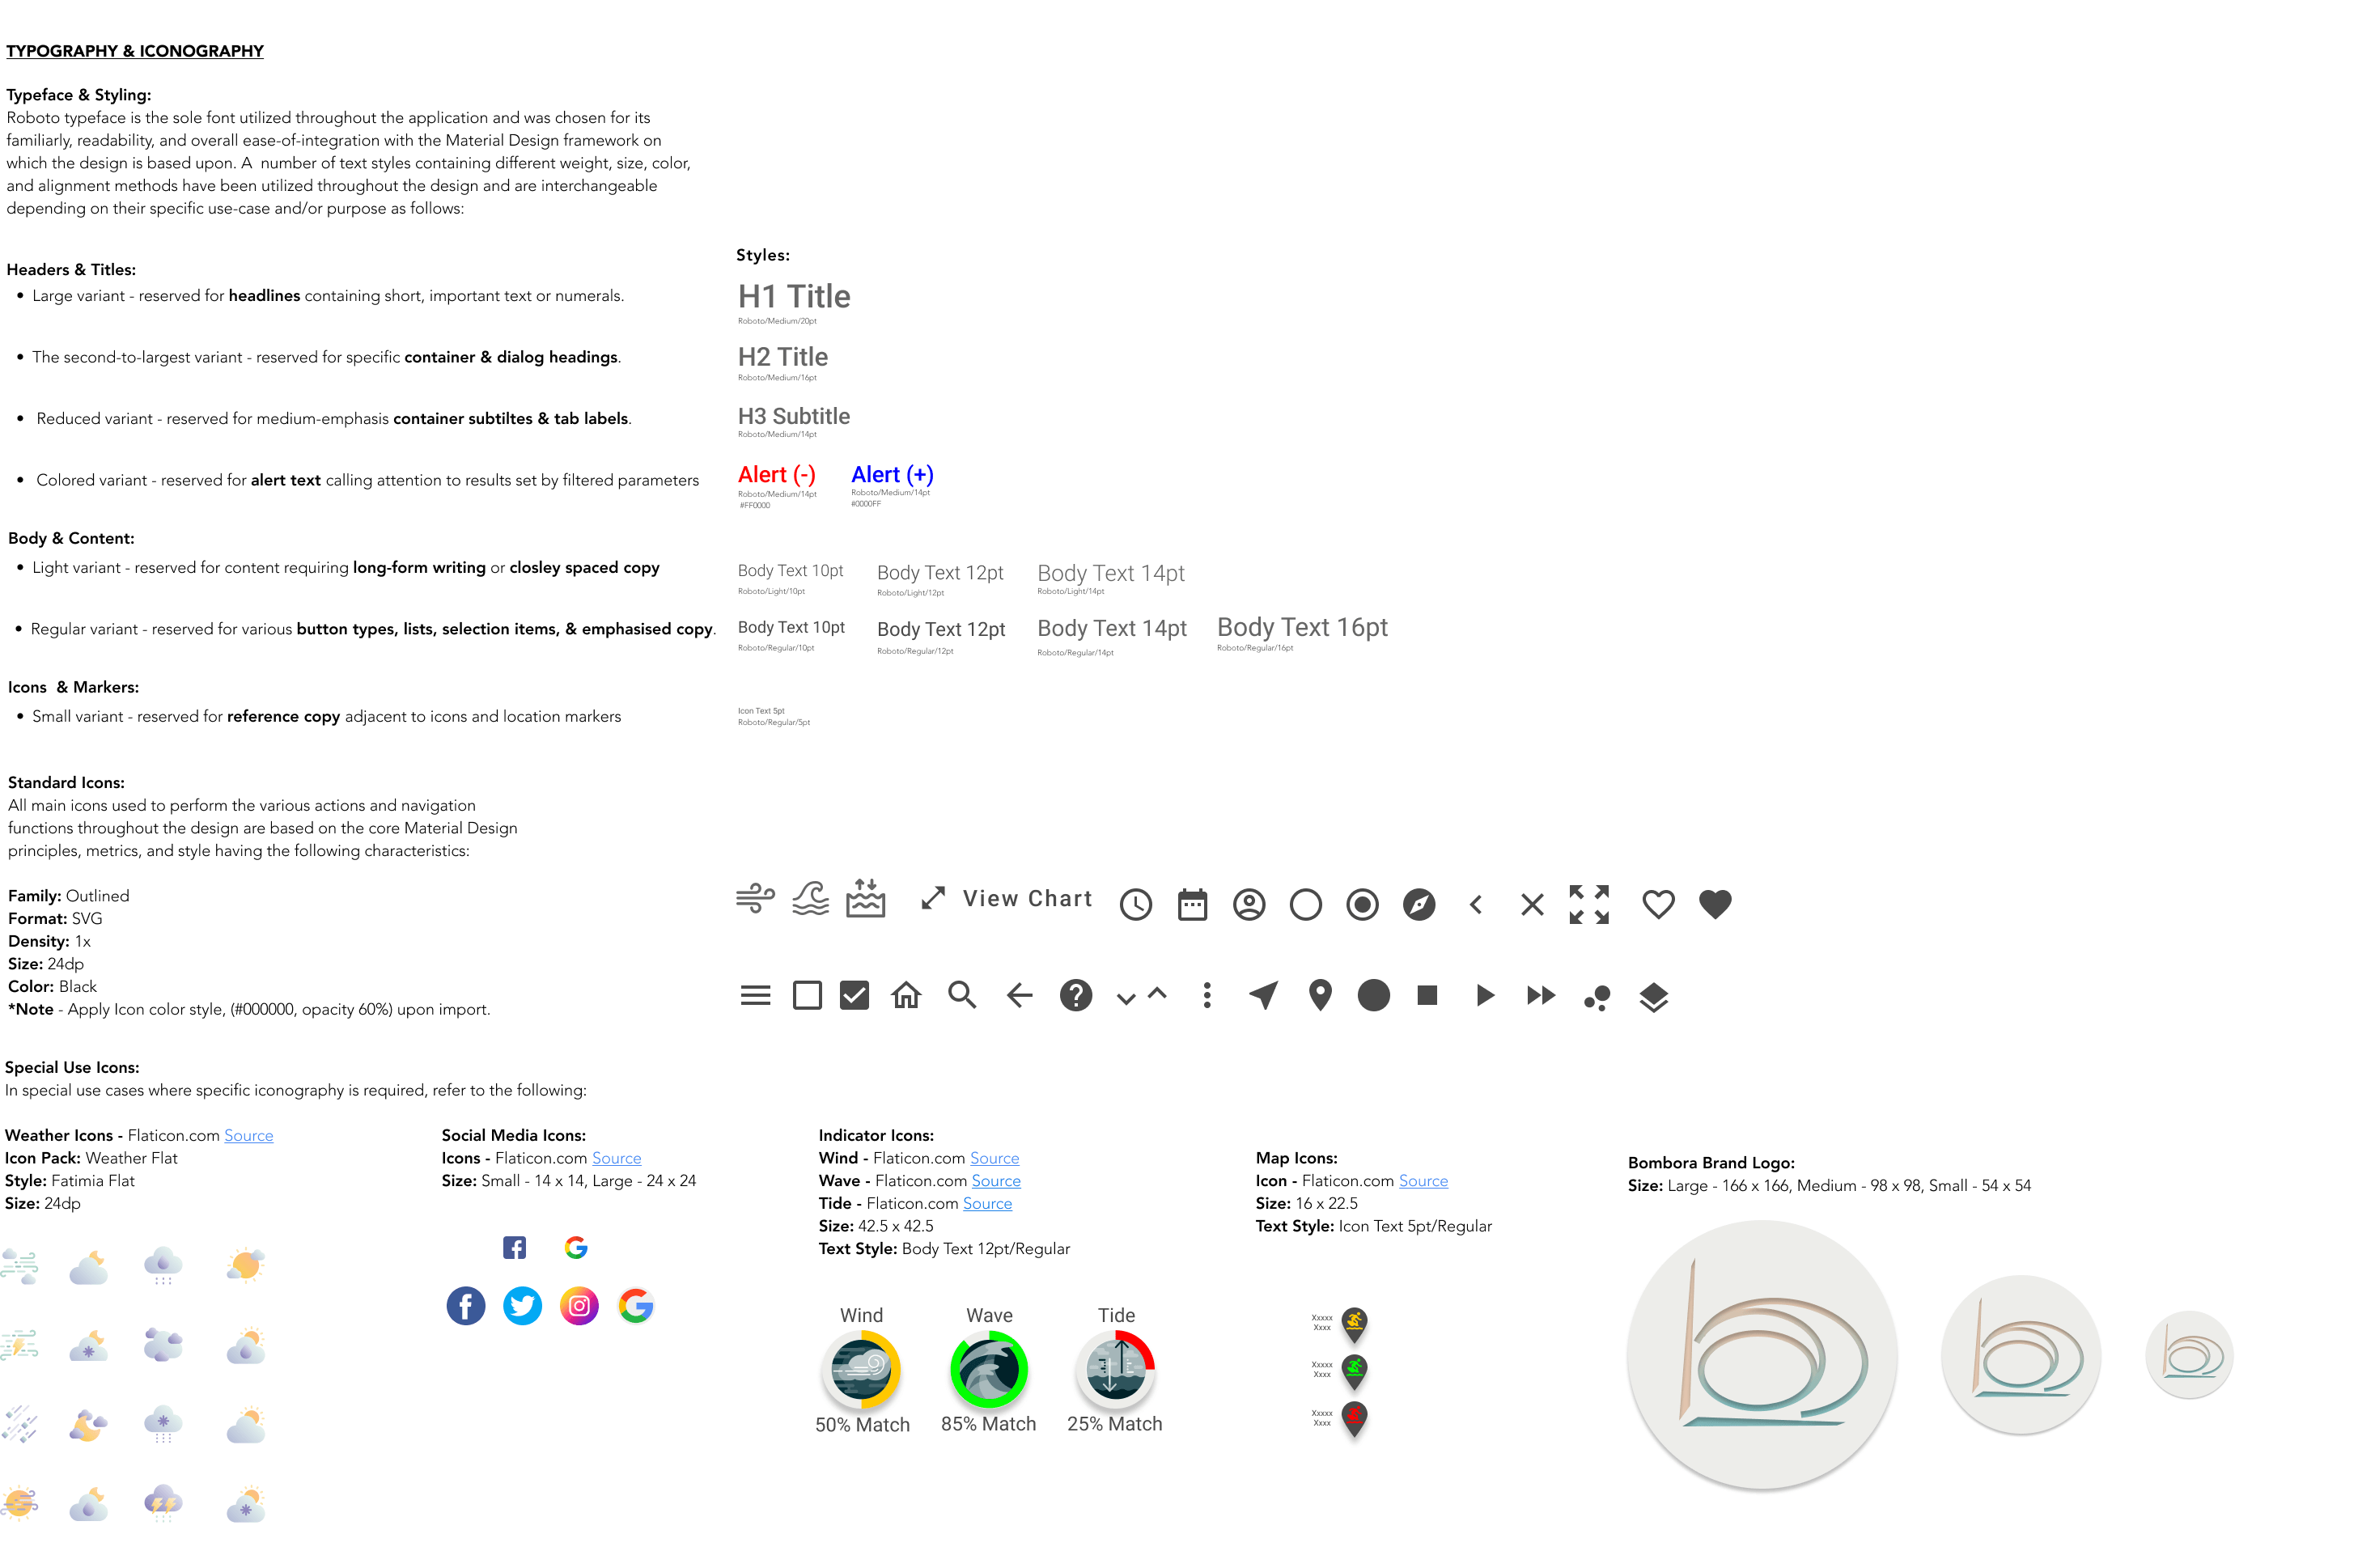 TYPOGRAPHY & ICONOGRAPHY
Typeface & Styling:
Roboto typeface is the sole font utilized throughout the application and was chosen for its
familiarly, readability, and overall ease-of-integration with the Material Design framework on
which the design is based upon. A  number of text styles containing different weight, size, color,
and alignment methods have been utilized throughout the design and are interchangeable
depending on their specific use-case and/or purpose as follows:
Headers & Titles:
• Large variant - reserved for headlines containing short, important text or numerals.
• The second-to-largest variant - reserved for specific container & dialog headings.
• Reduced variant - reserved for medium-emphasis container subtiltes & tab labels.
• Colored variant - reserved for alert text calling attention to results set by filtered parameters
Styles:
H1 Title
Roboto/Medium/20pt
H2 Title
Roboto/Medium/16pt
H3 Subtitle
Roboto/Medium/14pt
Alert (-)
Roboto/Medium/14pt
#FF0000
Alert (+)
Roboto/Medium/14pt
#0000FF
Body & Content:
• Light variant - reserved for content requiring long-form writing or closley spaced copy
Body Text 10pt
Roboto/Light/10pt
Body Text 12pt
Roboto/Light/12pt
Body Text 14pt
Roboto/Light/14pt
• Regular variant - reserved for various button types, lists, selection items, & emphasised copy.
Body Text 10pt
Roboto/Regular/10pt
Body Text 12pt
Roboto/Regular/12pt
Body Text 14pt
Roboto/Regular/14pt
Body Text 16pt
Roboto/Regular/16pt
Icons  & Markers:
• Small variant - reserved for reference copy adjacent to icons and location markers
Icon Text 5pt
Roboto/Regular/5pt
Standard Icons:
All main icons used to perform the various actions and navigation
functions throughout the design are based on the core Material Design
principles, metrics, and style having the following characteristics:
Family: Outlined
Format: SVG
Density: 1x
Size: 24dp
Color: Black
*Note - Apply Icon color style, (#000000, opacity 60%) upon import.
View Chart
Special Use Icons:
In special use cases where specific iconography is required, refer to the following:
Weather Icons - Flaticon.com Source
Icon Pack: Weather Flat
Style: Fatimia Flat
Size: 24dp
Social Media Icons:
Icons - Flaticon.com Source
Size: Small - 14 x 14, Large - 24 x 24
Indicator Icons:
Wind - Flaticon.com Source
Wave - Flaticon.com Source
Tide - Flaticon.com Source
Size: 42.5 x 42.5
Text Style: Body Text 12pt/Regular
Wind
50% Match
Wave
85% Match
Tide
25% Match
Map Icons:
Icon - Flaticon.com Source
Size: 16 x 22.5
Text Style: Icon Text 5pt/Regular
Xxxxx
Xxxx
Xxxxx
Xxxx
Xxxxx
Xxxx
Bombora Brand Logo:
Size: Large - 166 x 166, Medium - 98 x 98, Small - 54 x 54